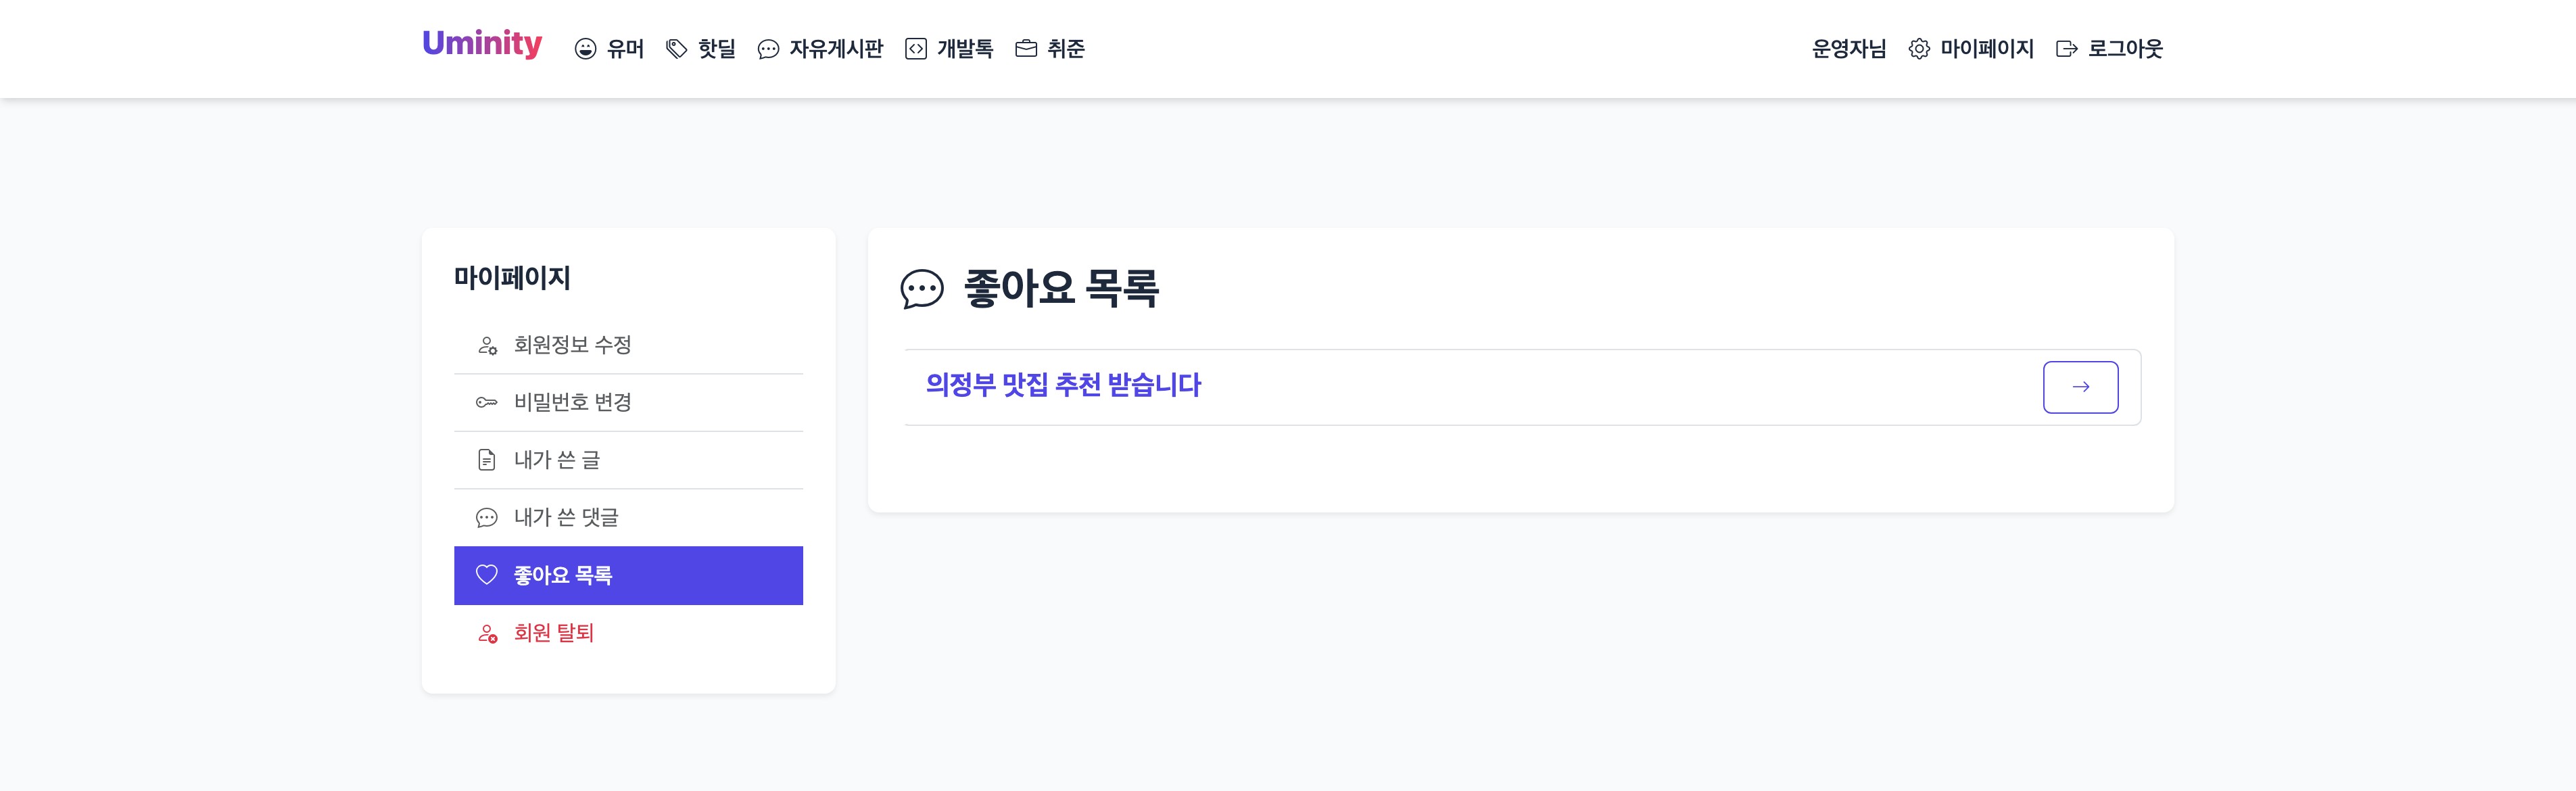 Uminity 유머 핫딜 자유게시판 개발톡 취준 운영자님 마이페이지 로그아웃
마이페이지
회원정보 수정
비밀번호 변경
내가 쓴 글
내가 쓴 댓글
좋아요 목록
회원 탈퇴
좋아요 목록
의정부 맛집 추천 받습니다